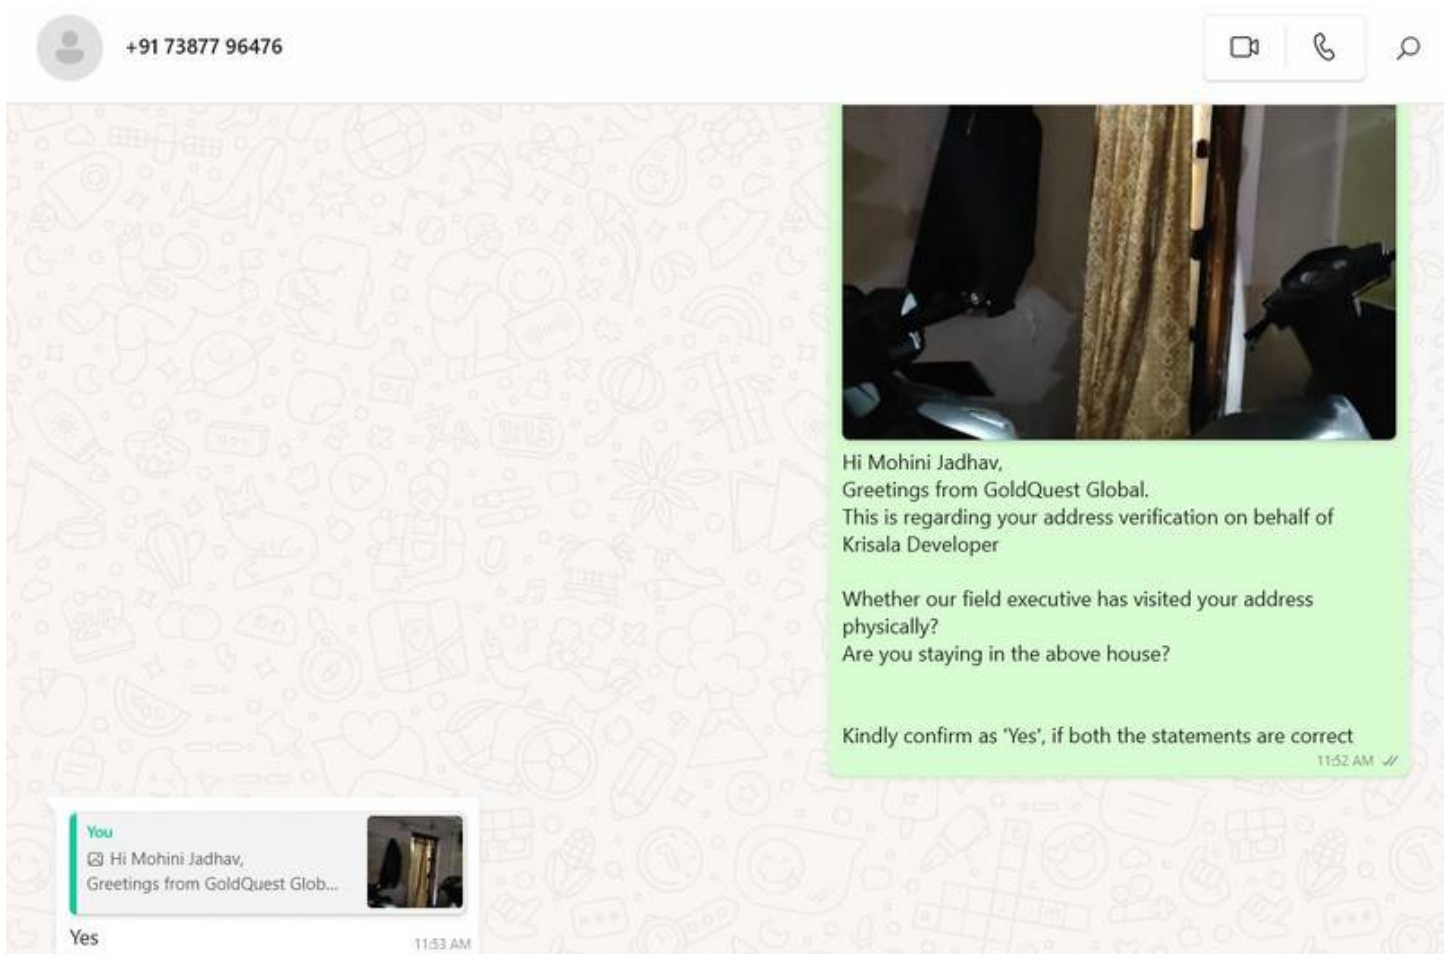 +91 73877 96476
Hi Mohini Jadhav,
Greetings from GoldQuest Global.
This is regarding your address verification on behalf of
Krisala Developer
Whether our field executive has visited your address
physically?
Are you staying in the above house?
Kindly confirm as 'Yes', if both the statements are correct
11:52 AM
You
Hi Mohini Jadhav,
Greetings from GoldQuest Glob...
Yes
11:53 AM